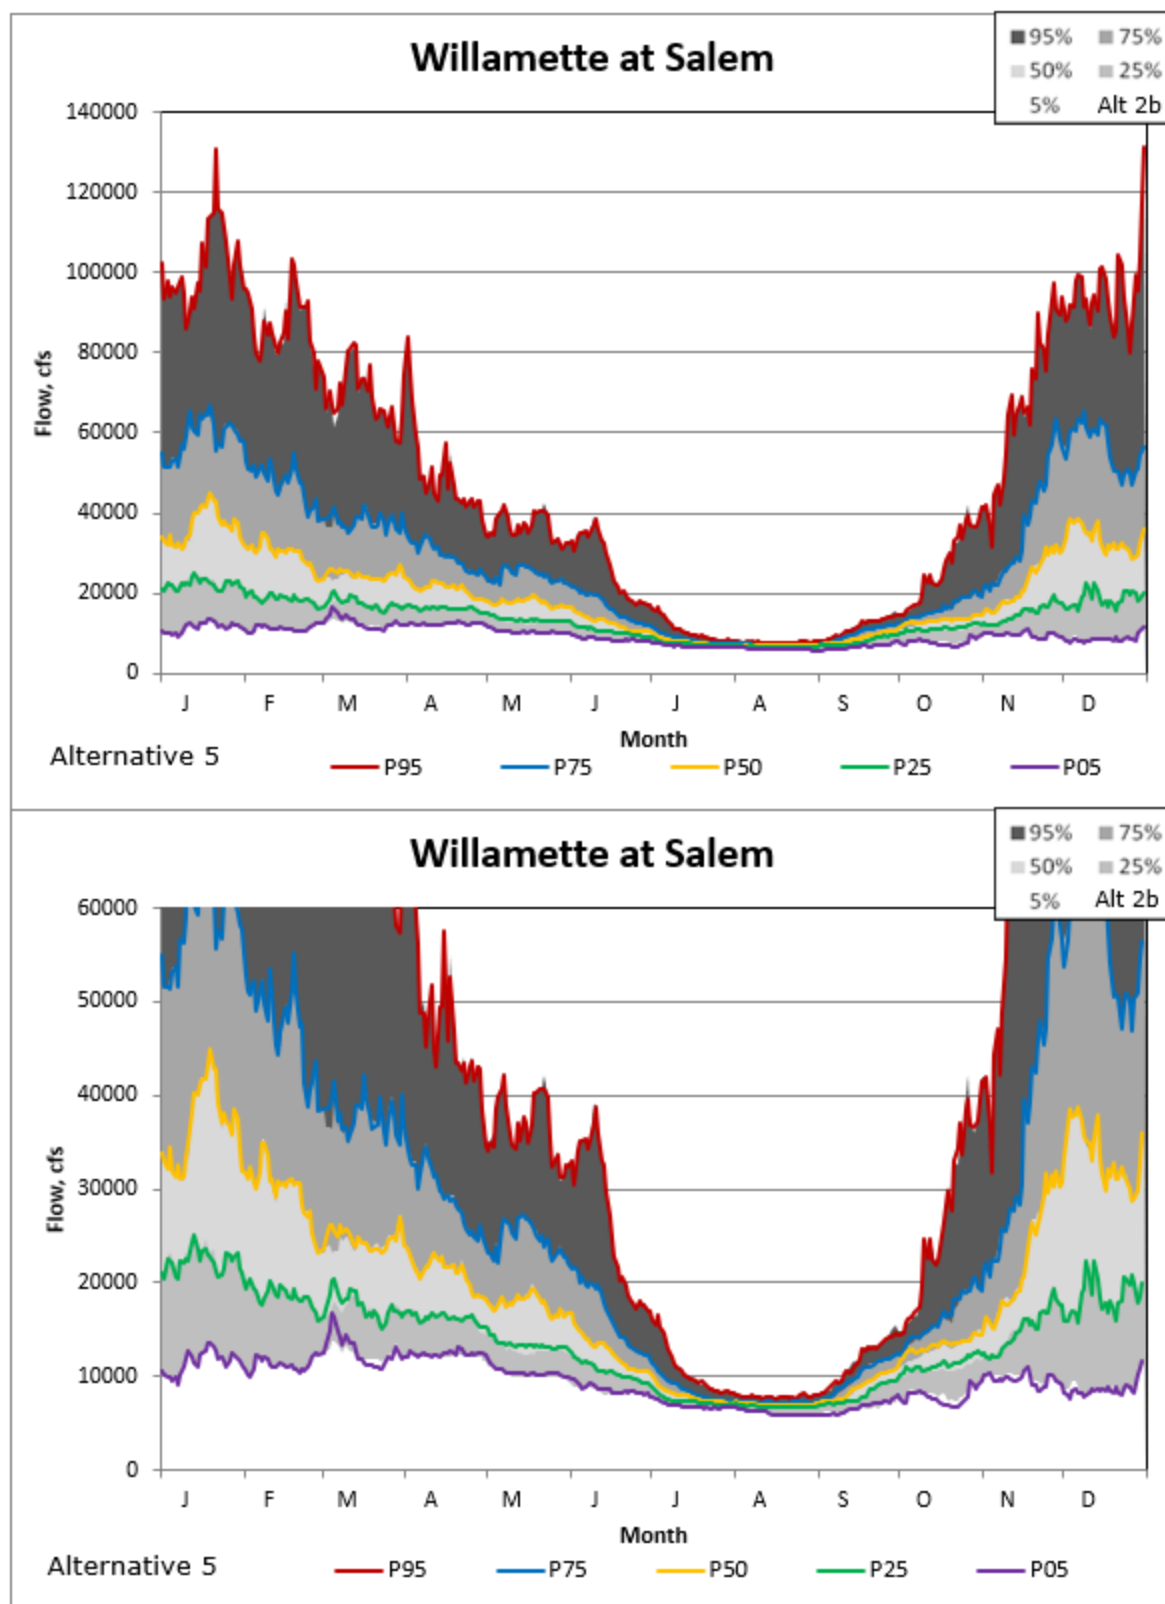 Willamette at Salem
95% 75%
50% 25%
5% Alt 2b
140000
120000
100000
80000
60000
40000
20000
0
Flow, cfs
J F M A M J J A S O N D
Month
Alternative 5
P95 P75 P50 P25 P05
Willamette at Salem
95% 75%
50% 25%
5% Alt 2b
60000
50000
40000
30000
20000
10000
0
Flow, cfs
J F M A M J J A S O N D
Month
Alternative 5
P95 P75 P50 P25 P05